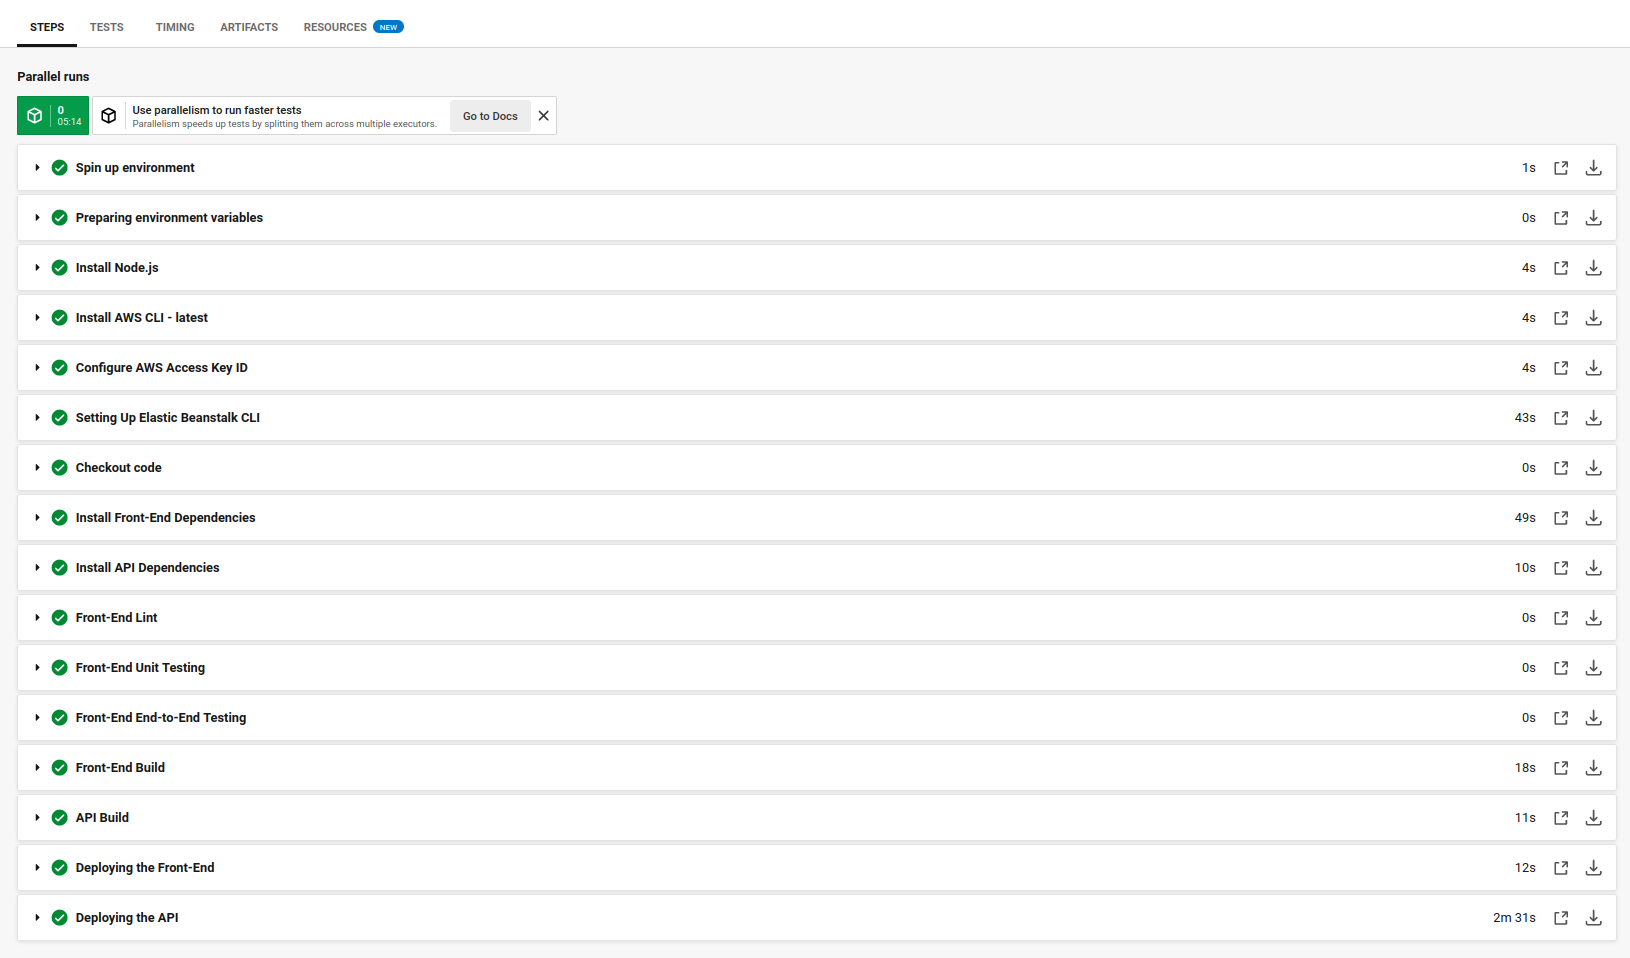 STEPS TESTS TIMING ARTIFACTS RESOURCES NEW
Parallel runs
0
05:14
Use parallelism to run faster tests
Parallelism speeds up tests by splitting them across multiple executors.
Go to Docs
Spin up environment 1s
Preparing environment variables 0s
Install Node.js 4s
Install AWS CLI - latest 4s
Configure AWS Access Key ID 4s
Setting Up Elastic Beanstalk CLI 43s
Checkout code 0s
Install Front-End Dependencies 49s
Install API Dependencies 10s
Front-End Lint 0s
Front-End Unit Testing 0s
Front-End End-to-End Testing 0s
Front-End Build 18s
API Build 11s
Deploying the Front-End 12s
Deploying the API 2m 31s